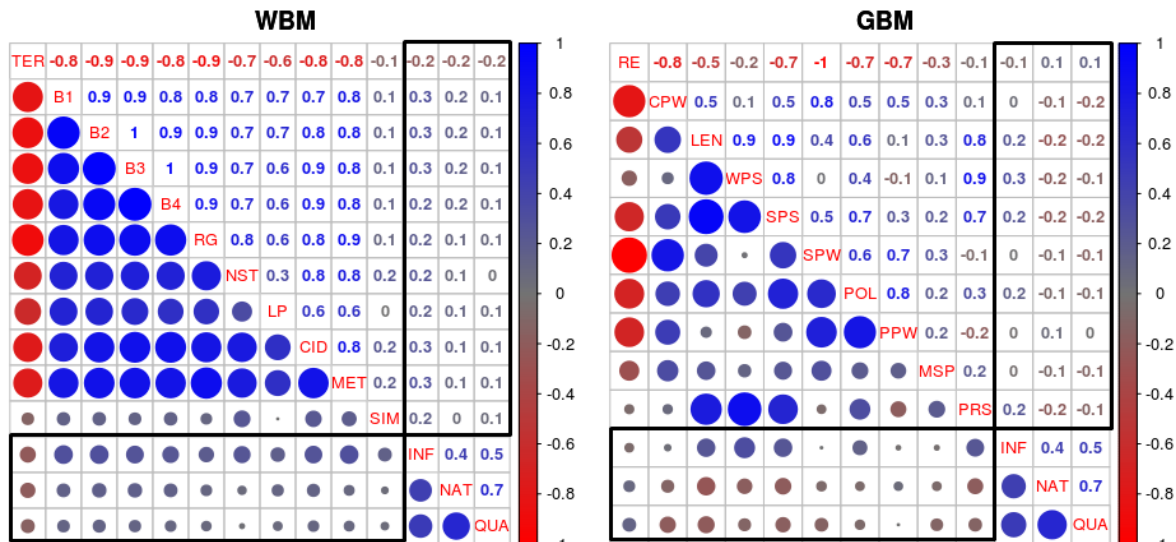 WBM
TER -0.8 -0.9 -0.9 -0.8 -0.9 -0.7 -0.6 -0.8 -0.8 -0.1 -0.2 -0.2 -0.2
B1 0.9 0.9 0.8 0.8 0.7 0.7 0.7 0.8 0.1 0.3 0.2 0.1
B2 1 0.9 0.9 0.7 0.7 0.8 0.8 0.1 0.3 0.2 0.1
B3 1 0.9 0.7 0.6 0.9 0.8 0.1 0.3 0.2 0.1
B4 0.9 0.7 0.6 0.9 0.8 0.1 0.2 0.2 0.1
RG 0.8 0.6 0.8 0.9 0.1 0.2 0.1 0.1
NST 0.3 0.8 0.8 0.2 0.2 0.1 0
LP 0.6 0.6 0 0.2 0.1 0.1
CID 0.8 0.2 0.3 0.1 0.1
MET 0.2 0.3 0.1 0.1
SIM 0.2 0 0.1
INF 0.4 0.5
NAT 0.7
QUA
1
0.8
0.6
0.4
0.2
0
-0.2
-0.4
-0.6
-0.8
GBM
RE -0.8 -0.5 -0.2 -0.7 -1 -0.7 -0.7 -0.3 -0.1 -0.1 0.1 0.1
CPW 0.5 0.1 0.5 0.8 0.5 0.5 0.3 0.1 0 -0.1 -0.2
LEN 0.9 0.9 0.4 0.6 0.1 0.3 0.8 0.2 -0.2 -0.2
WPS 0.8 0 0.4 -0.1 0.1 0.9 0.3 -0.2 -0.1
SPS 0.5 0.7 0.3 0.2 0.7 0.2 -0.2 -0.2
SPW 0.6 0.7 0.3 -0.1 0 -0.1 -0.1
POL 0.8 0.2 0.3 0.2 -0.1 -0.1
PPW 0.2 -0.2 0 0.1 0
MSP 0.2 0 -0.1 -0.1
PRS 0.2 -0.2 -0.1
INF 0.4 0.5
NAT 0.7
QUA
1
0.8
0.6
0.4
0.2
0
-0.2
-0.4
-0.6
-0.8